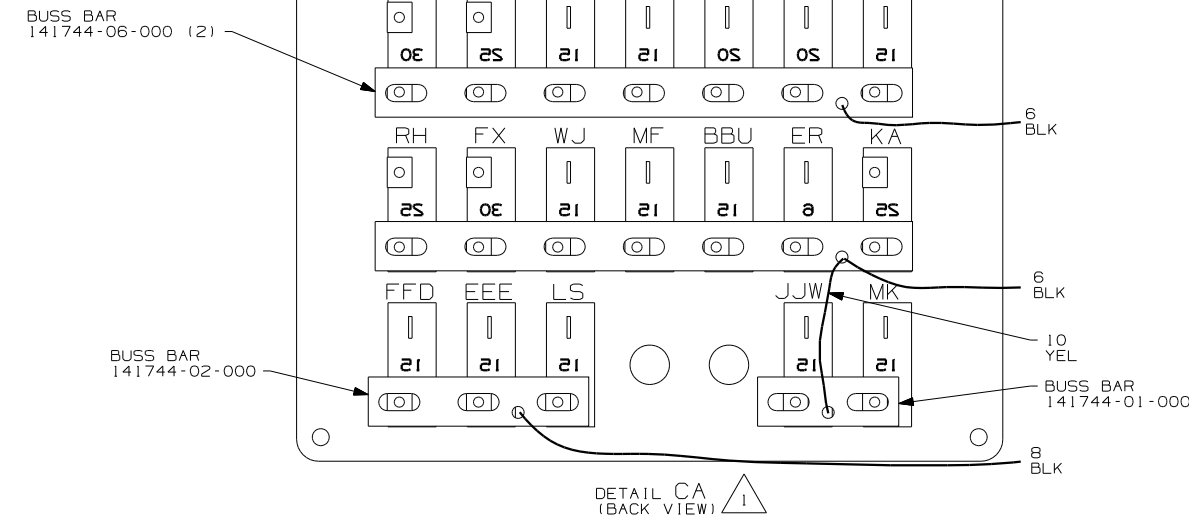 BUSS BAR
141744-06-000 (2)
30 25 15 15 20 20 15
6
BLK
RH FX WJ MF BBU ER KA
25 30 15 15 15 6 25
6
BLK
FFD EEE LS JJW MK
10
YEL
BUSS BAR
141744-02-000
15 15 15 15 15
BUSS BAR
141744-01-000
8
BLK
DETAIL CA 1
(BACK VIEW)